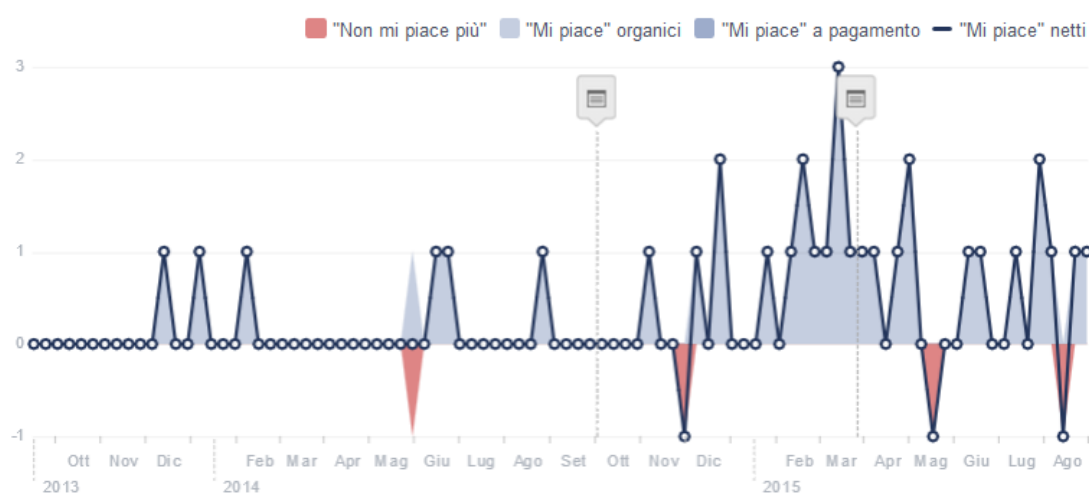 "Non mi piace più" "Mi piace" organici "Mi piace" a pagamento "Mi piace" netti
3
2
1
0
-1
Ott Nov Dic Feb Mar Apr Mag Giu Lug Ago Set Ott Nov Dic Feb Mar Apr Mag Giu Lug Ago
2013 2014 2015